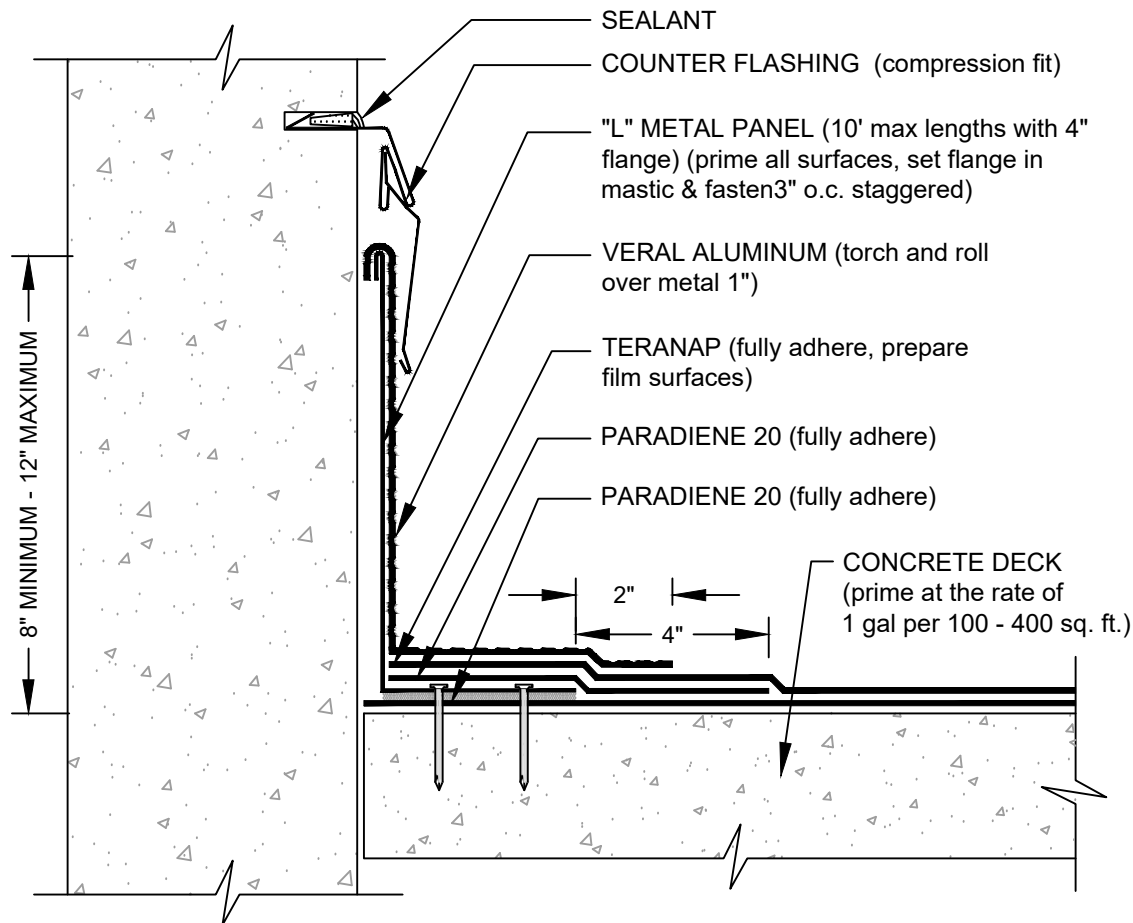 SEALANT
COUNTER FLASHING (compression fit)
"L" METAL PANEL (10' max lengths with 4"
flange) (prime all surfaces, set flange in
mastic & fasten3" o.c. staggered)
VERAL ALUMINUM (torch and roll
over metal 1")
TERANAP (fully adhere, prepare
film surfaces)
PARADIENE 20 (fully adhere)
PARADIENE 20 (fully adhere)
CONCRETE DECK
(prime at the rate of
1 gal per 100 - 400 sq. ft.)
2"
4"
8" MINIMUM - 12" MAXIMUM